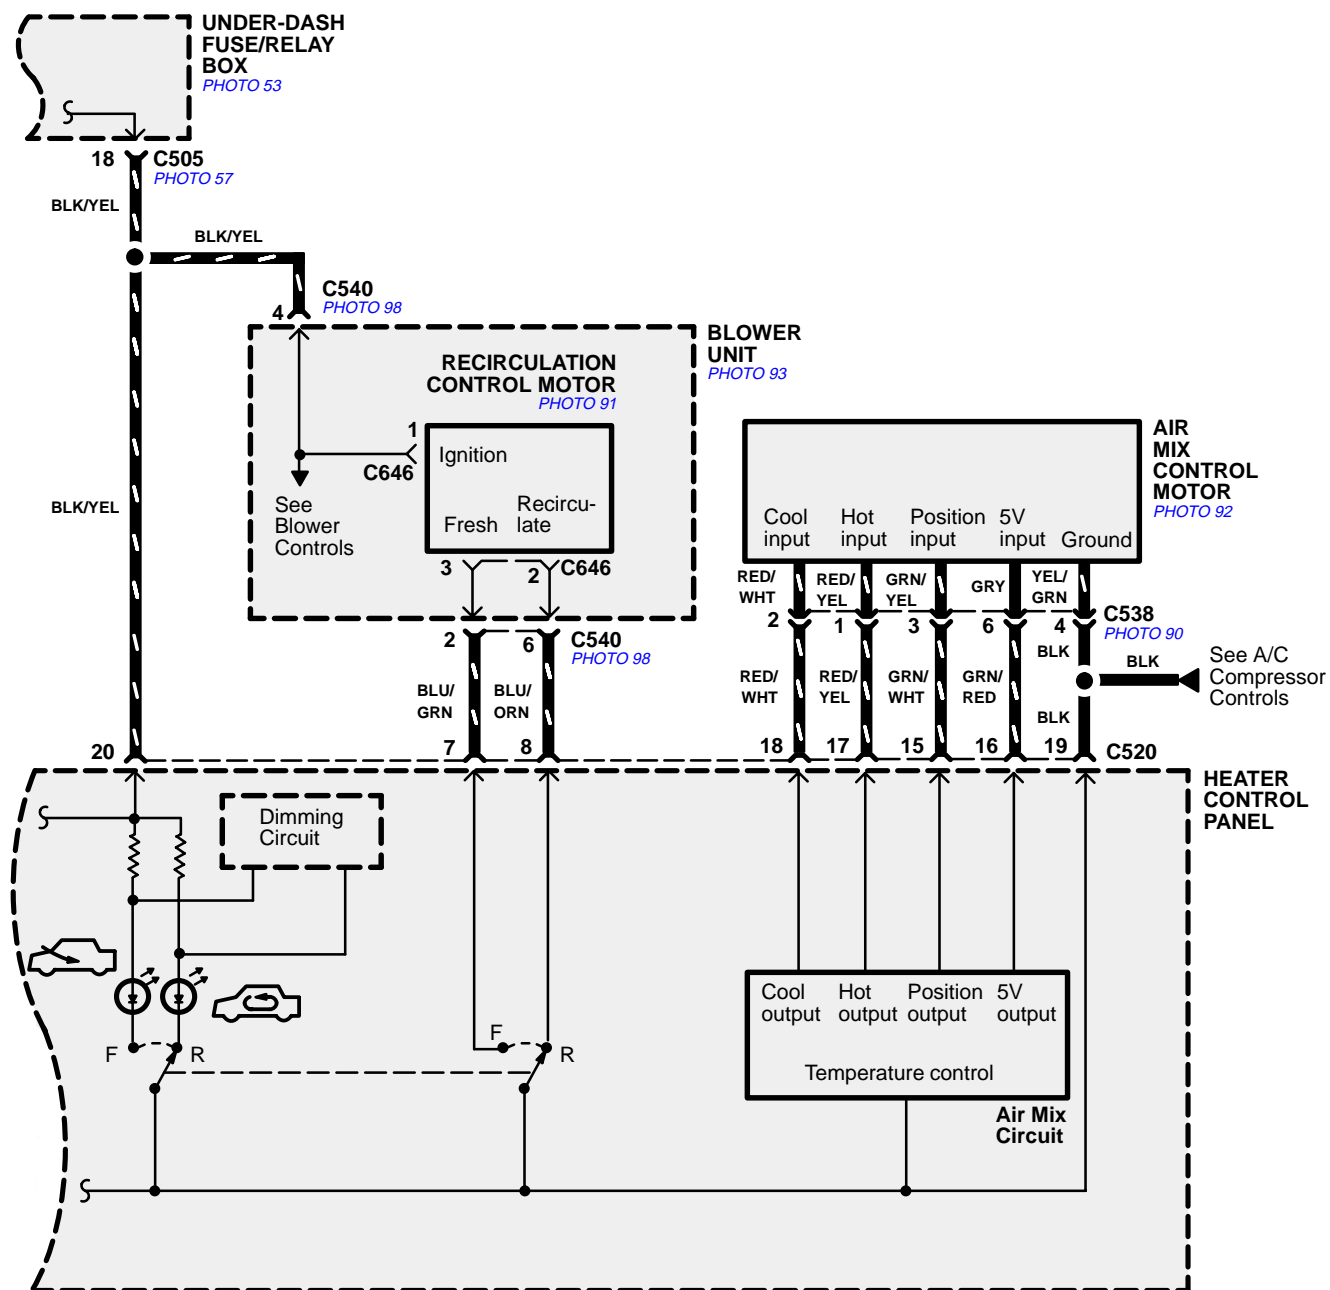 UNDER-DASH
FUSE/RELAY
BOX
PHOTO 53
18
C505
PHOTO 57
BLK/YEL
BLK/YEL
C540
PHOTO 98
4
BLOWER
UNIT
PHOTO 93
RECIRCULATION
CONTROL MOTOR
PHOTO 91
1
C646
Ignition
Recircu-
late
Fresh
See
Blower
Controls
BLK/YEL
3
2
C646
2
6
C540
PHOTO 98
BLU/
GRN
BLU/
ORN
AIR
MIX
CONTROL
MOTOR
PHOTO 92
Cool
input
Hot
input
Position
input
5V
input
Ground
RED/
WHT
RED/
YEL
GRN/
YEL
GRY
YEL/
GRN
2
1
3
6
4
C538
PHOTO 90
BLK
BLK
See A/C
Compressor
Controls
RED/
WHT
RED/
YEL
GRN/
WHT
GRN/
RED
BLK
20
7
8
18
17
15
16
19
C520
HEATER
CONTROL
PANEL
Dimming
Circuit
F
R
F
R
Cool
output
Hot
output
Position
output
5V
output
Temperature control
Air Mix
Circuit